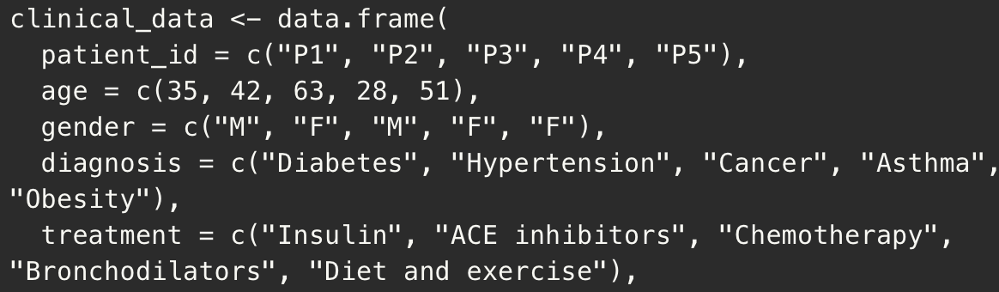 clinical_data <- data.frame(
  patient_id = c("P1", "P2", "P3", "P4", "P5"),
  age = c(35, 42, 63, 28, 51),
  gender = c("M", "F", "M", "F", "F"),
  diagnosis = c("Diabetes", "Hypertension", "Cancer", "Asthma",
"Obesity"),
  treatment = c("Insulin", "ACE inhibitors", "Chemotherapy",
"Bronchodilators", "Diet and exercise"),